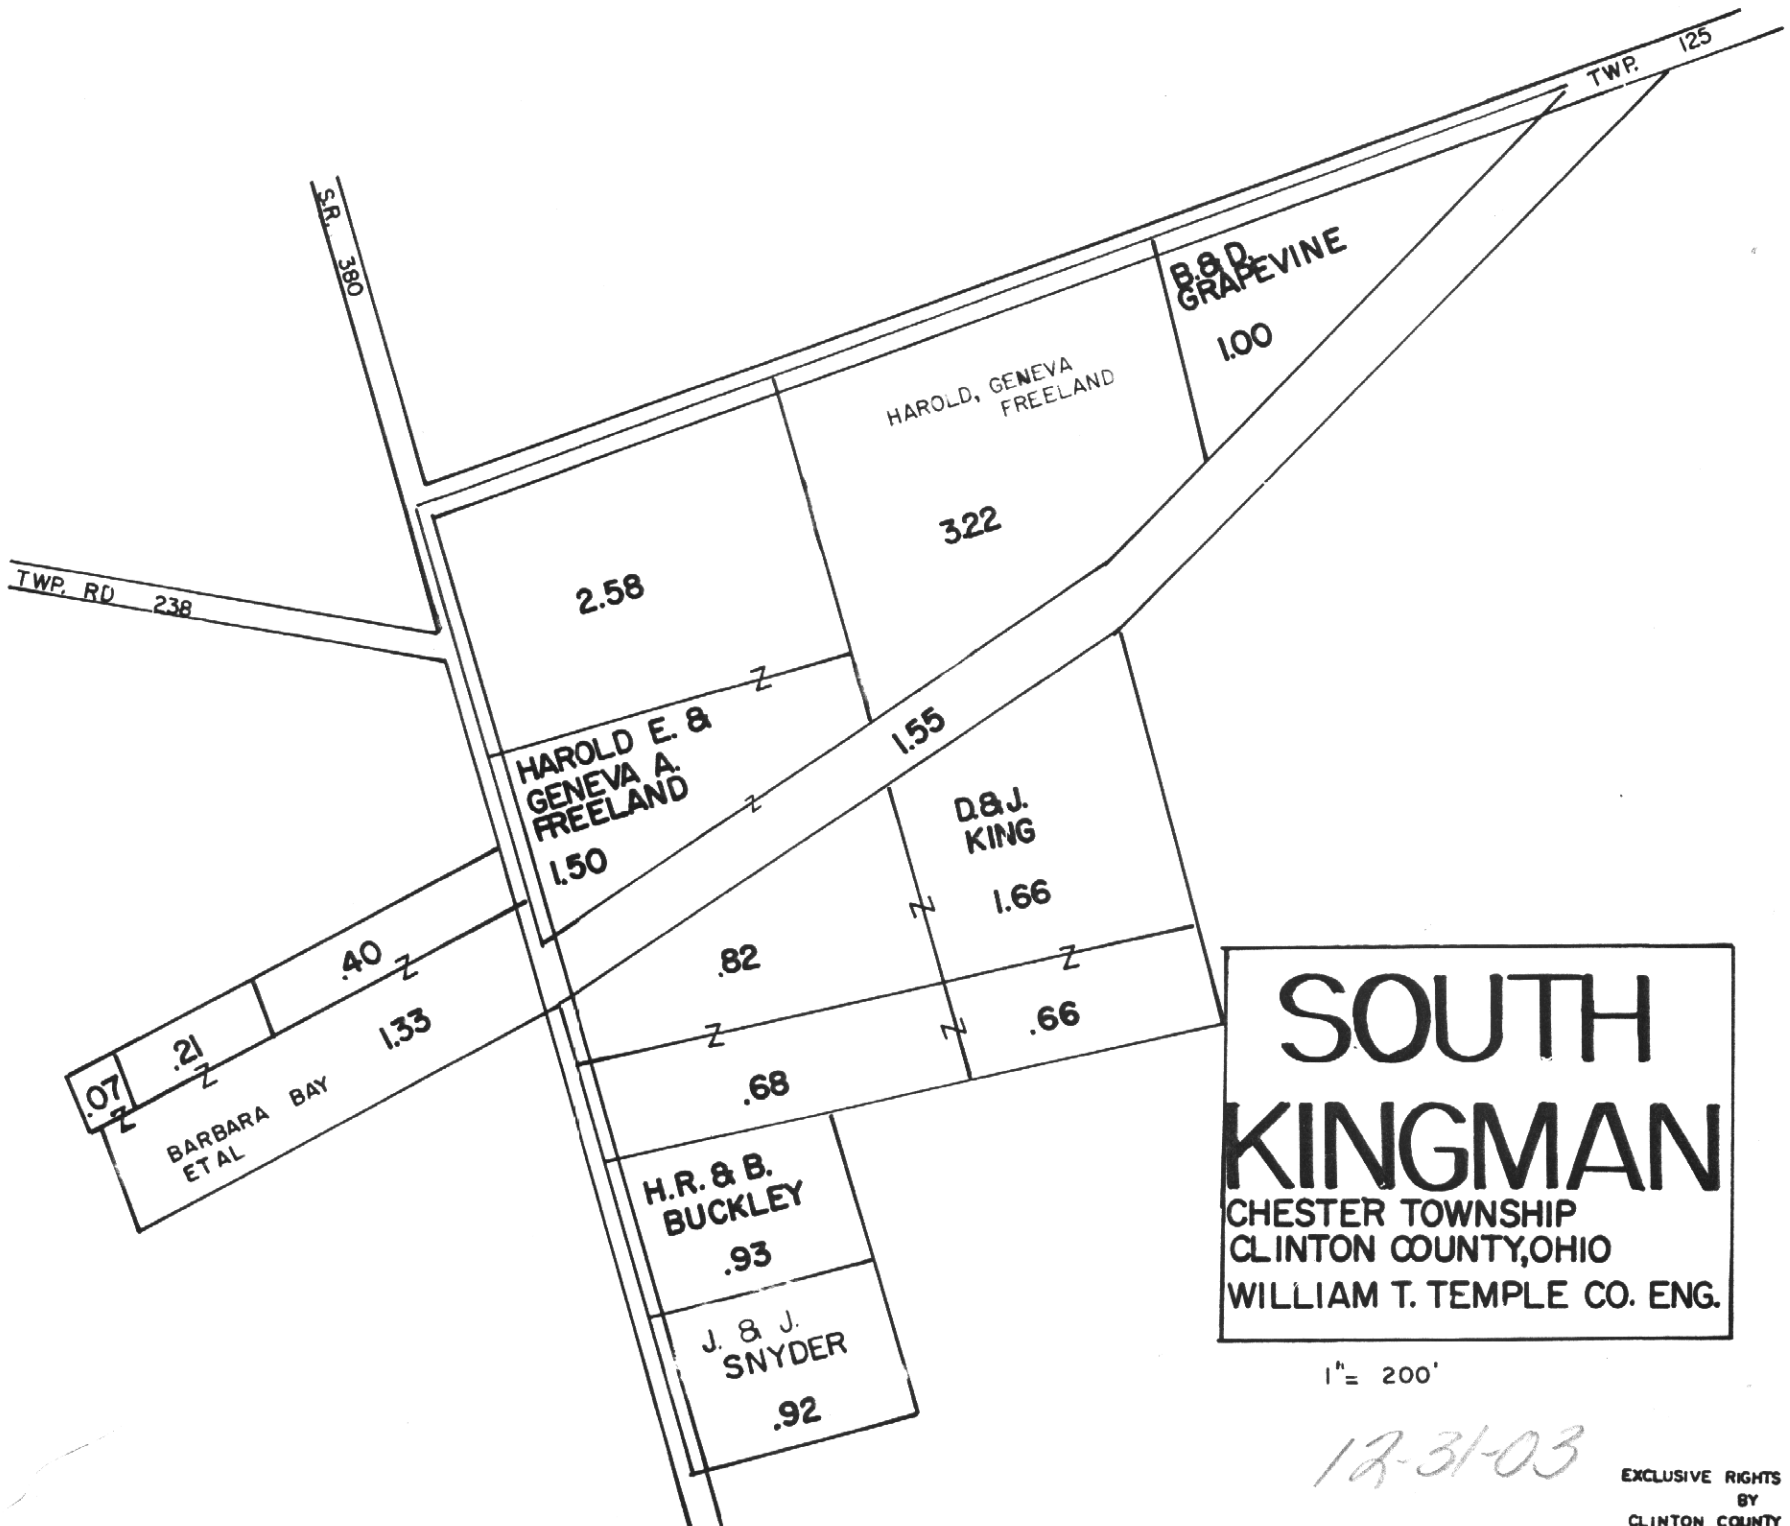 TWP. 125
S.R. 380
B.&D.
GRAPEVINE
1.00
HAROLD, GENEVA
FREELAND
3.22
2.58
TWP. RD 238
Z
HAROLD E. &
GENEVA A.
FREELAND
1.50
Z
1.55
D.&J.
KING
1.66
Z
.82
Z
.40
Z
1.33
.21
Z
.07
Z
BARBARA BAY
ET AL
Z
.68
Z
.66
H.R. & B.
BUCKLEY
.93
J. & J.
SNYDER
.92
SOUTH
KINGMAN
CHESTER TOWNSHIP
CLINTON COUNTY,OHIO
WILLIAM T. TEMPLE CO. ENG.
1"= 200'
12-31-03
EXCLUSIVE RIGHTS
BY
CLINTON COUNTY